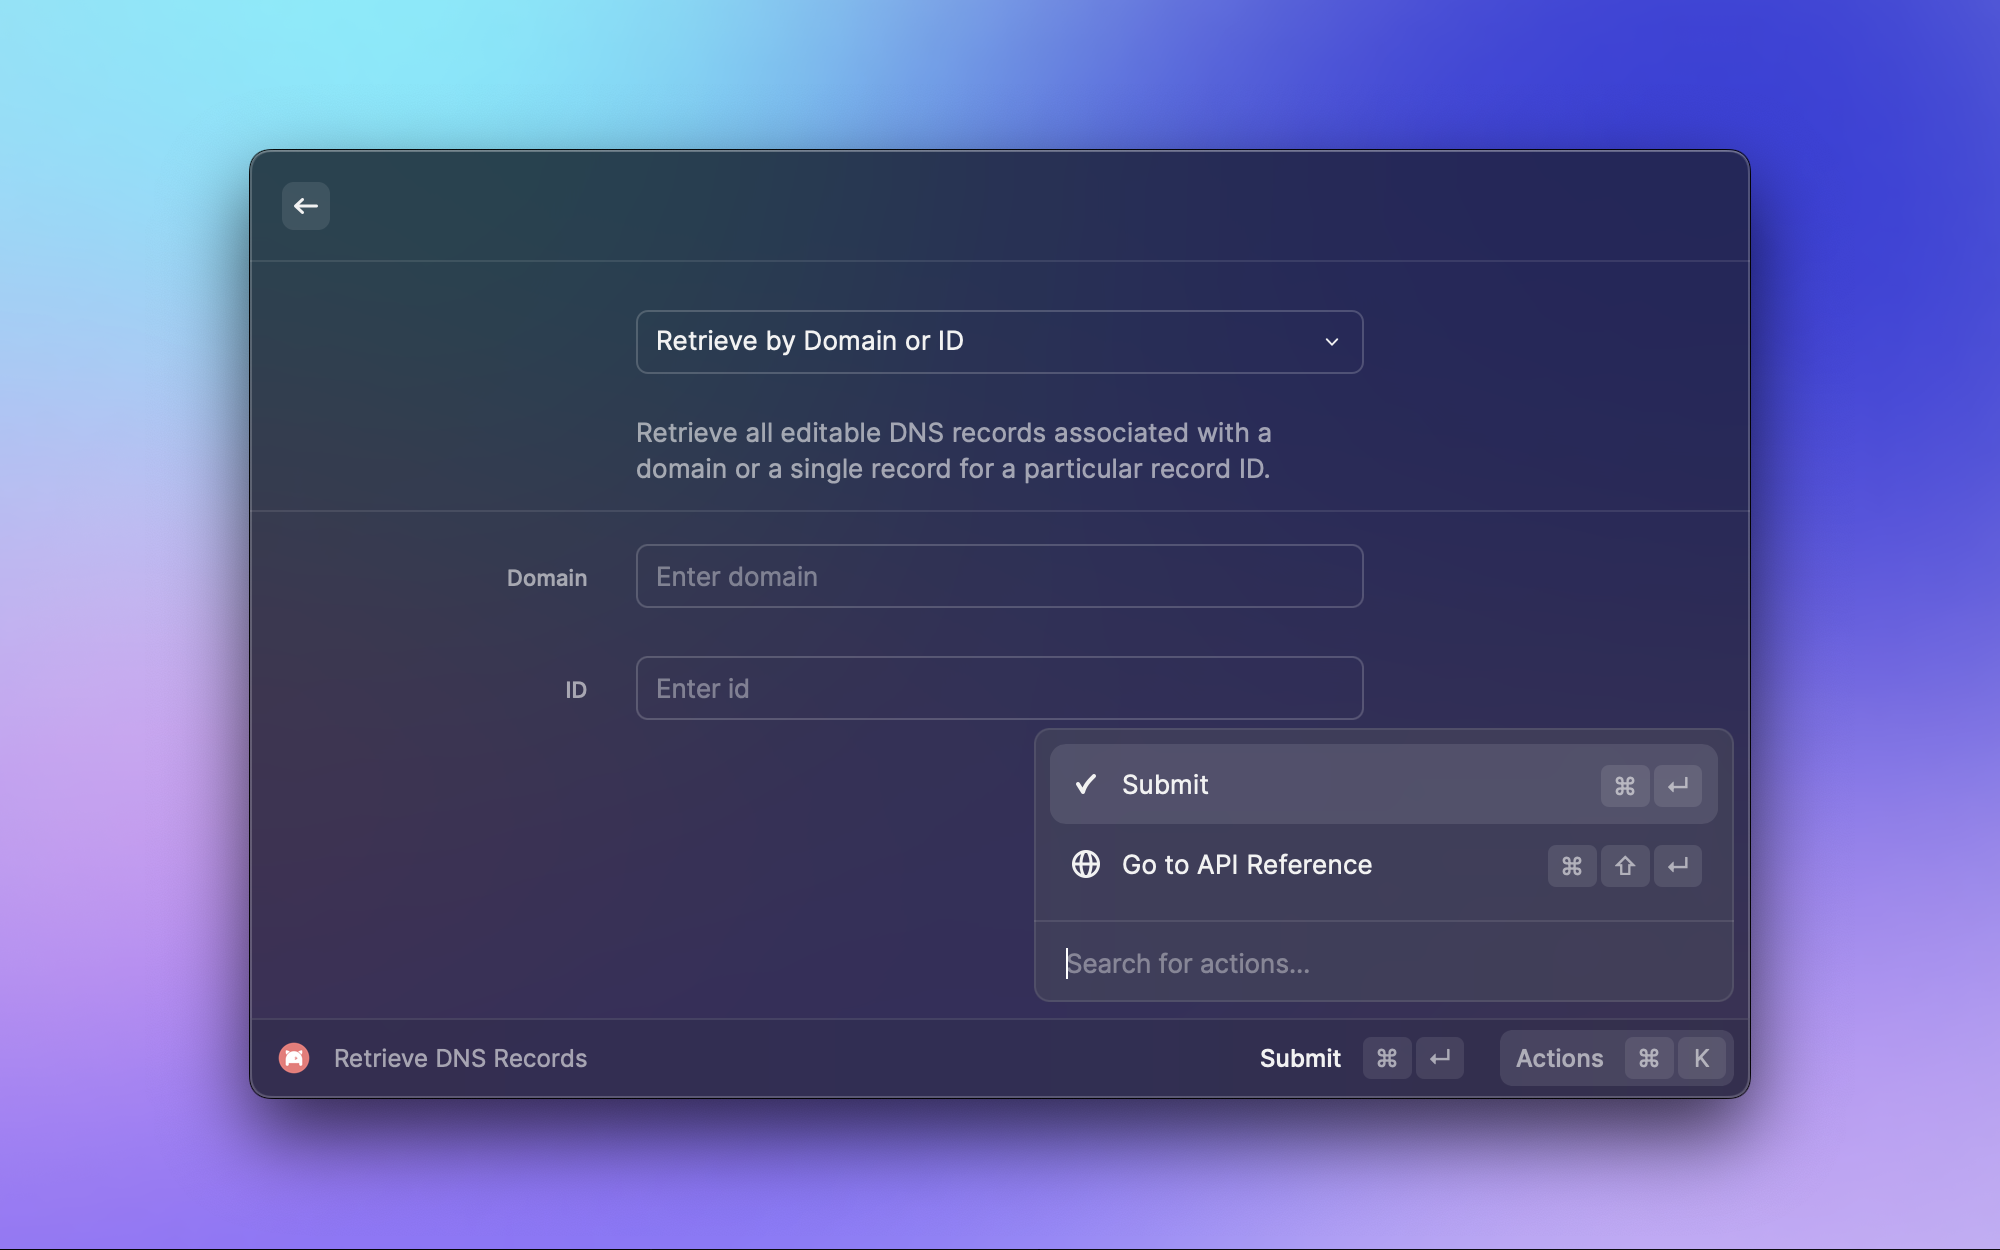 Retrieve by Domain or ID
Retrieve all editable DNS records associated with a
domain or a single record for a particular record ID.
Domain
Enter domain
ID
Enter id
Submit ⌘ ↵
Go to API Reference ⌘ ⇧ ↵
Search for actions...
Retrieve DNS Records
Submit ⌘ ↵
Actions ⌘ K